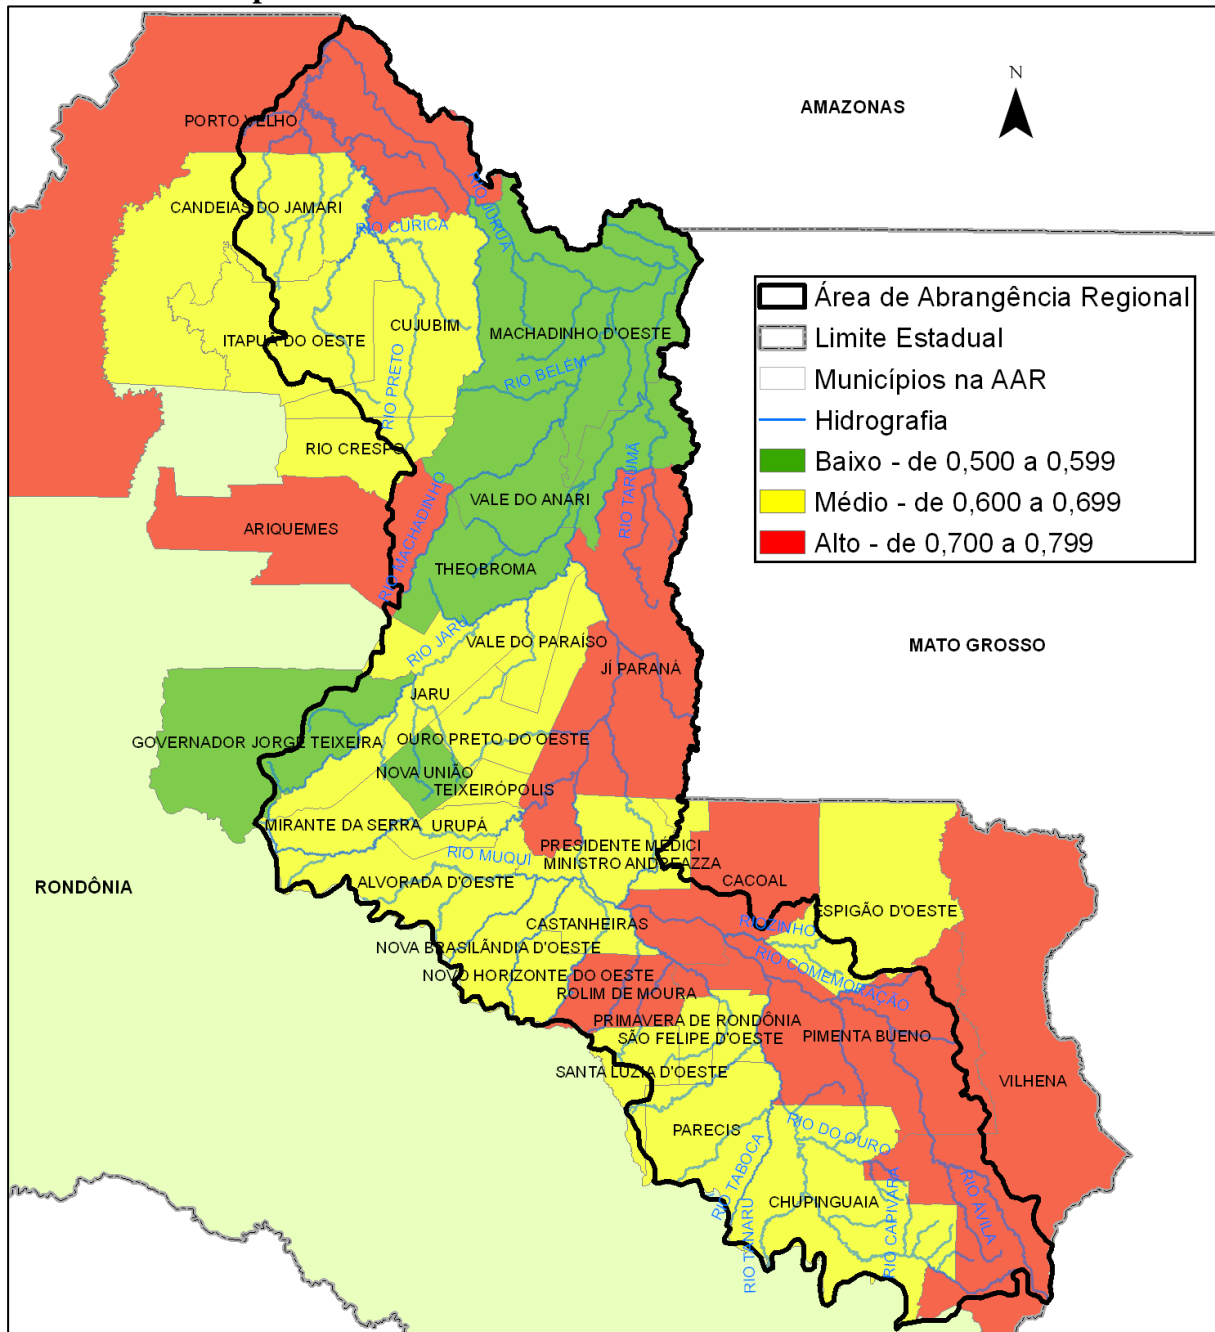 N
AMAZONAS
PORTO VELHO
CANDEIAS DO JAMARI
RIO JURUÁ
RIO CURICA
Área de Abrangência Regional
Limite Estadual
Municípios na AAR
Hidrografia
Baixo - de 0,500 a 0,599
Médio - de 0,600 a 0,699
Alto - de 0,700 a 0,799
CUJUBIM
MACHADINHO D'OESTE
ITAPUÃ DO OESTE
RIO PRETO
RIO BELÉM
RIO CRESPO
RIO TARUMÃ
VALE DO ANARI
ARIQUEMES
RIO MACHADINHO
THEOBROMA
RIO JARU
VALE DO PARAÍSO
MATO GROSSO
JÍ PARANÁ
JARU
GOVERNADOR JORGE TEIXEIRA
OURO PRETO DO OESTE
NOVA UNIÃO
TEIXEIRÓPOLIS
MIRANTE DA SERRA
URUPÁ
PRESIDENTE MÉDICI
RIO MUQUI
MINISTRO ANDREAZZA
RONDÔNIA
ALVORADA D'OESTE
CACOAL
ESPIGÃO D'OESTE
CASTANHEIRAS
RIOZINHO
NOVA BRASILÂNDIA D'OESTE
RIO COMEMORAÇÃO
NOVO HORIZONTE DO OESTE
ROLIM DE MOURA
PRIMAVERA DE RONDÔNIA
SÃO FELIPE D'OESTE
PIMENTA BUENO
SANTA LUZIA D'OESTE
VILHENA
PARECIS
RIO DO OURO
RIO TABOCA
CHUPINGUAIA
RIO CAPIVARA
RIO ÁVILA
RIO TANARU